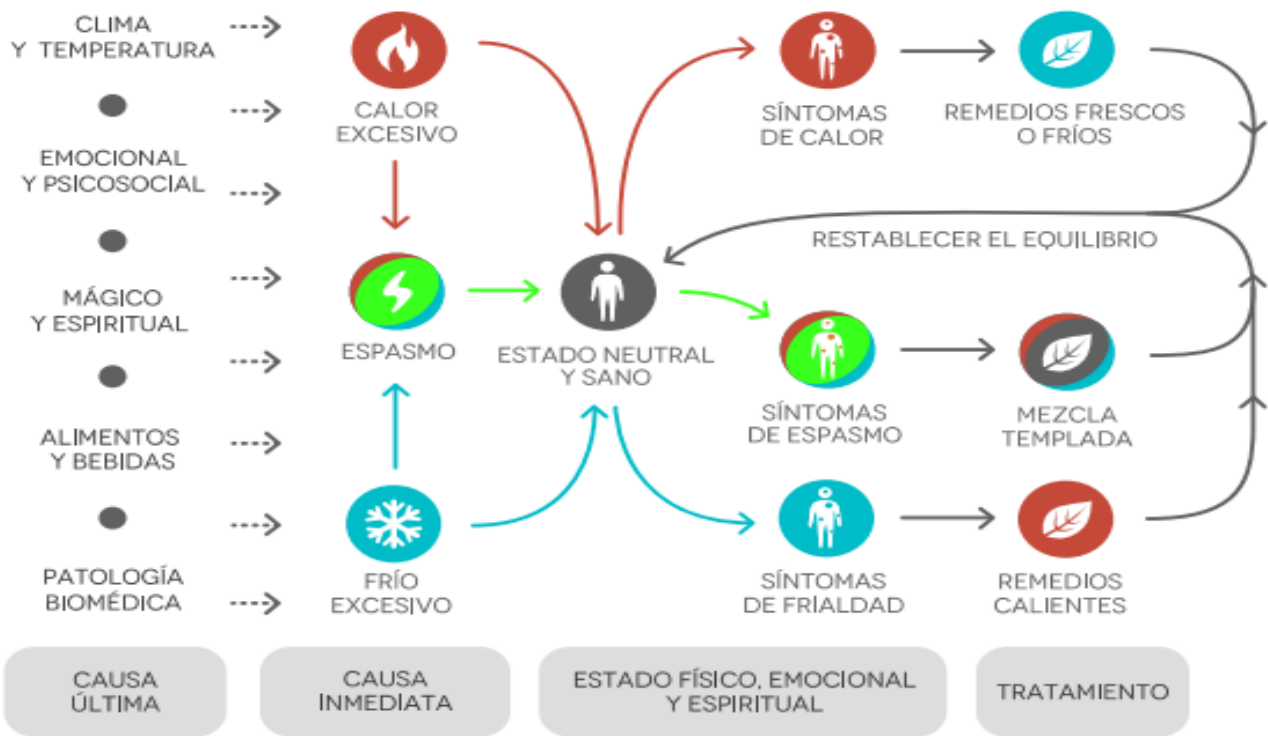 CLIMA
Y TEMPERATURA
EMOCIONAL
Y PSICOSOCIAL
MÁGICO
Y ESPIRITUAL
ALIMENTOS
Y BEBIDAS
PATOLOGÍA
BIOMÉDICA
CALOR
EXCESIVO
ESPASMO
FRÍO
EXCESIVO
ESTADO NEUTRAL
Y SANO
SÍNTOMAS
DE CALOR
REMEDIOS FRESCOS
O FRÍOS
RESTABLECER EL EQUILIBRIO
SÍNTOMAS
DE ESPASMO
MEZCLA
TEMPLADA
SÍNTOMAS
DE FRIALDAD
REMEDIOS
CALIENTES
CAUSA
ÚLTIMA
CAUSA
INMEDIATA
ESTADO FÍSICO, EMOCIONAL
Y ESPIRITUAL
TRATAMIENTO